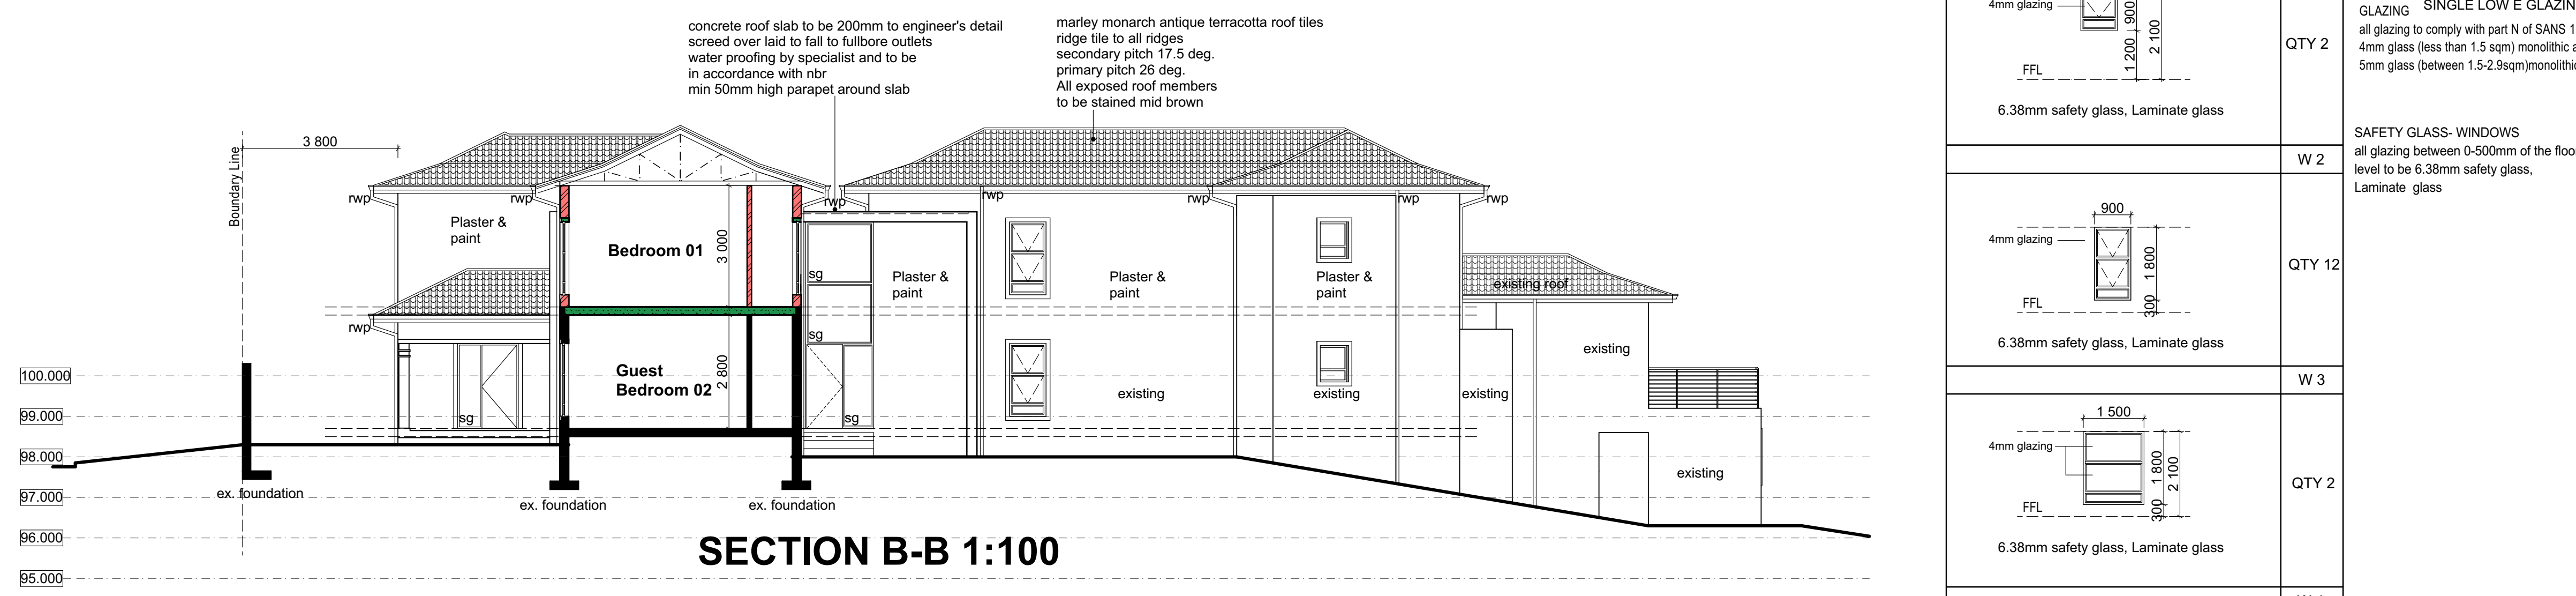 concrete roof slab to be 200mm to engineer's detail
screed over laid to fall to fullbore outlets
water proofing by specialist and to be
in accordance with nbr
min 50mm high parapet around slab
marley monarch antique terracotta roof tiles
ridge tile to all ridges
secondary pitch 17.5 deg.
primary pitch 26 deg.
All exposed roof members
to be stained mid brown
3 800
Boundary Line
rwp
rwp
rwp
rwp
rwp
rwp
rwp
rwp
Plaster &
paint
Bedroom 01
3 000
sg
Plaster &
paint
Plaster &
paint
Plaster &
paint
existing roof
sg
Guest
Bedroom 02
2 800
sg
sg
existing
existing
existing
existing
existing
100.000
99.000
98.000
97.000
96.000
95.000
ex. foundation
ex. foundation
ex. foundation
SECTION B-B 1:100
4mm glazing
900
1 200
2 100
FFL
6.38mm safety glass, Laminate glass
QTY 2
W 2
900
4mm glazing
1 800
300
FFL
6.38mm safety glass, Laminate glass
QTY 12
W 3
1 500
4mm glazing
1 800
2 100
300
FFL
6.38mm safety glass, Laminate glass
QTY 2
GLAZING SINGLE LOW E GLAZIN
all glazing to comply with part N of SANS 1
4mm glass (less than 1.5 sqm) monolithic a
5mm glass (between 1.5-2.9sqm)monolithic
SAFETY GLASS- WINDOWS
all glazing between 0-500mm of the floo
level to be 6.38mm safety glass,
Laminate glass